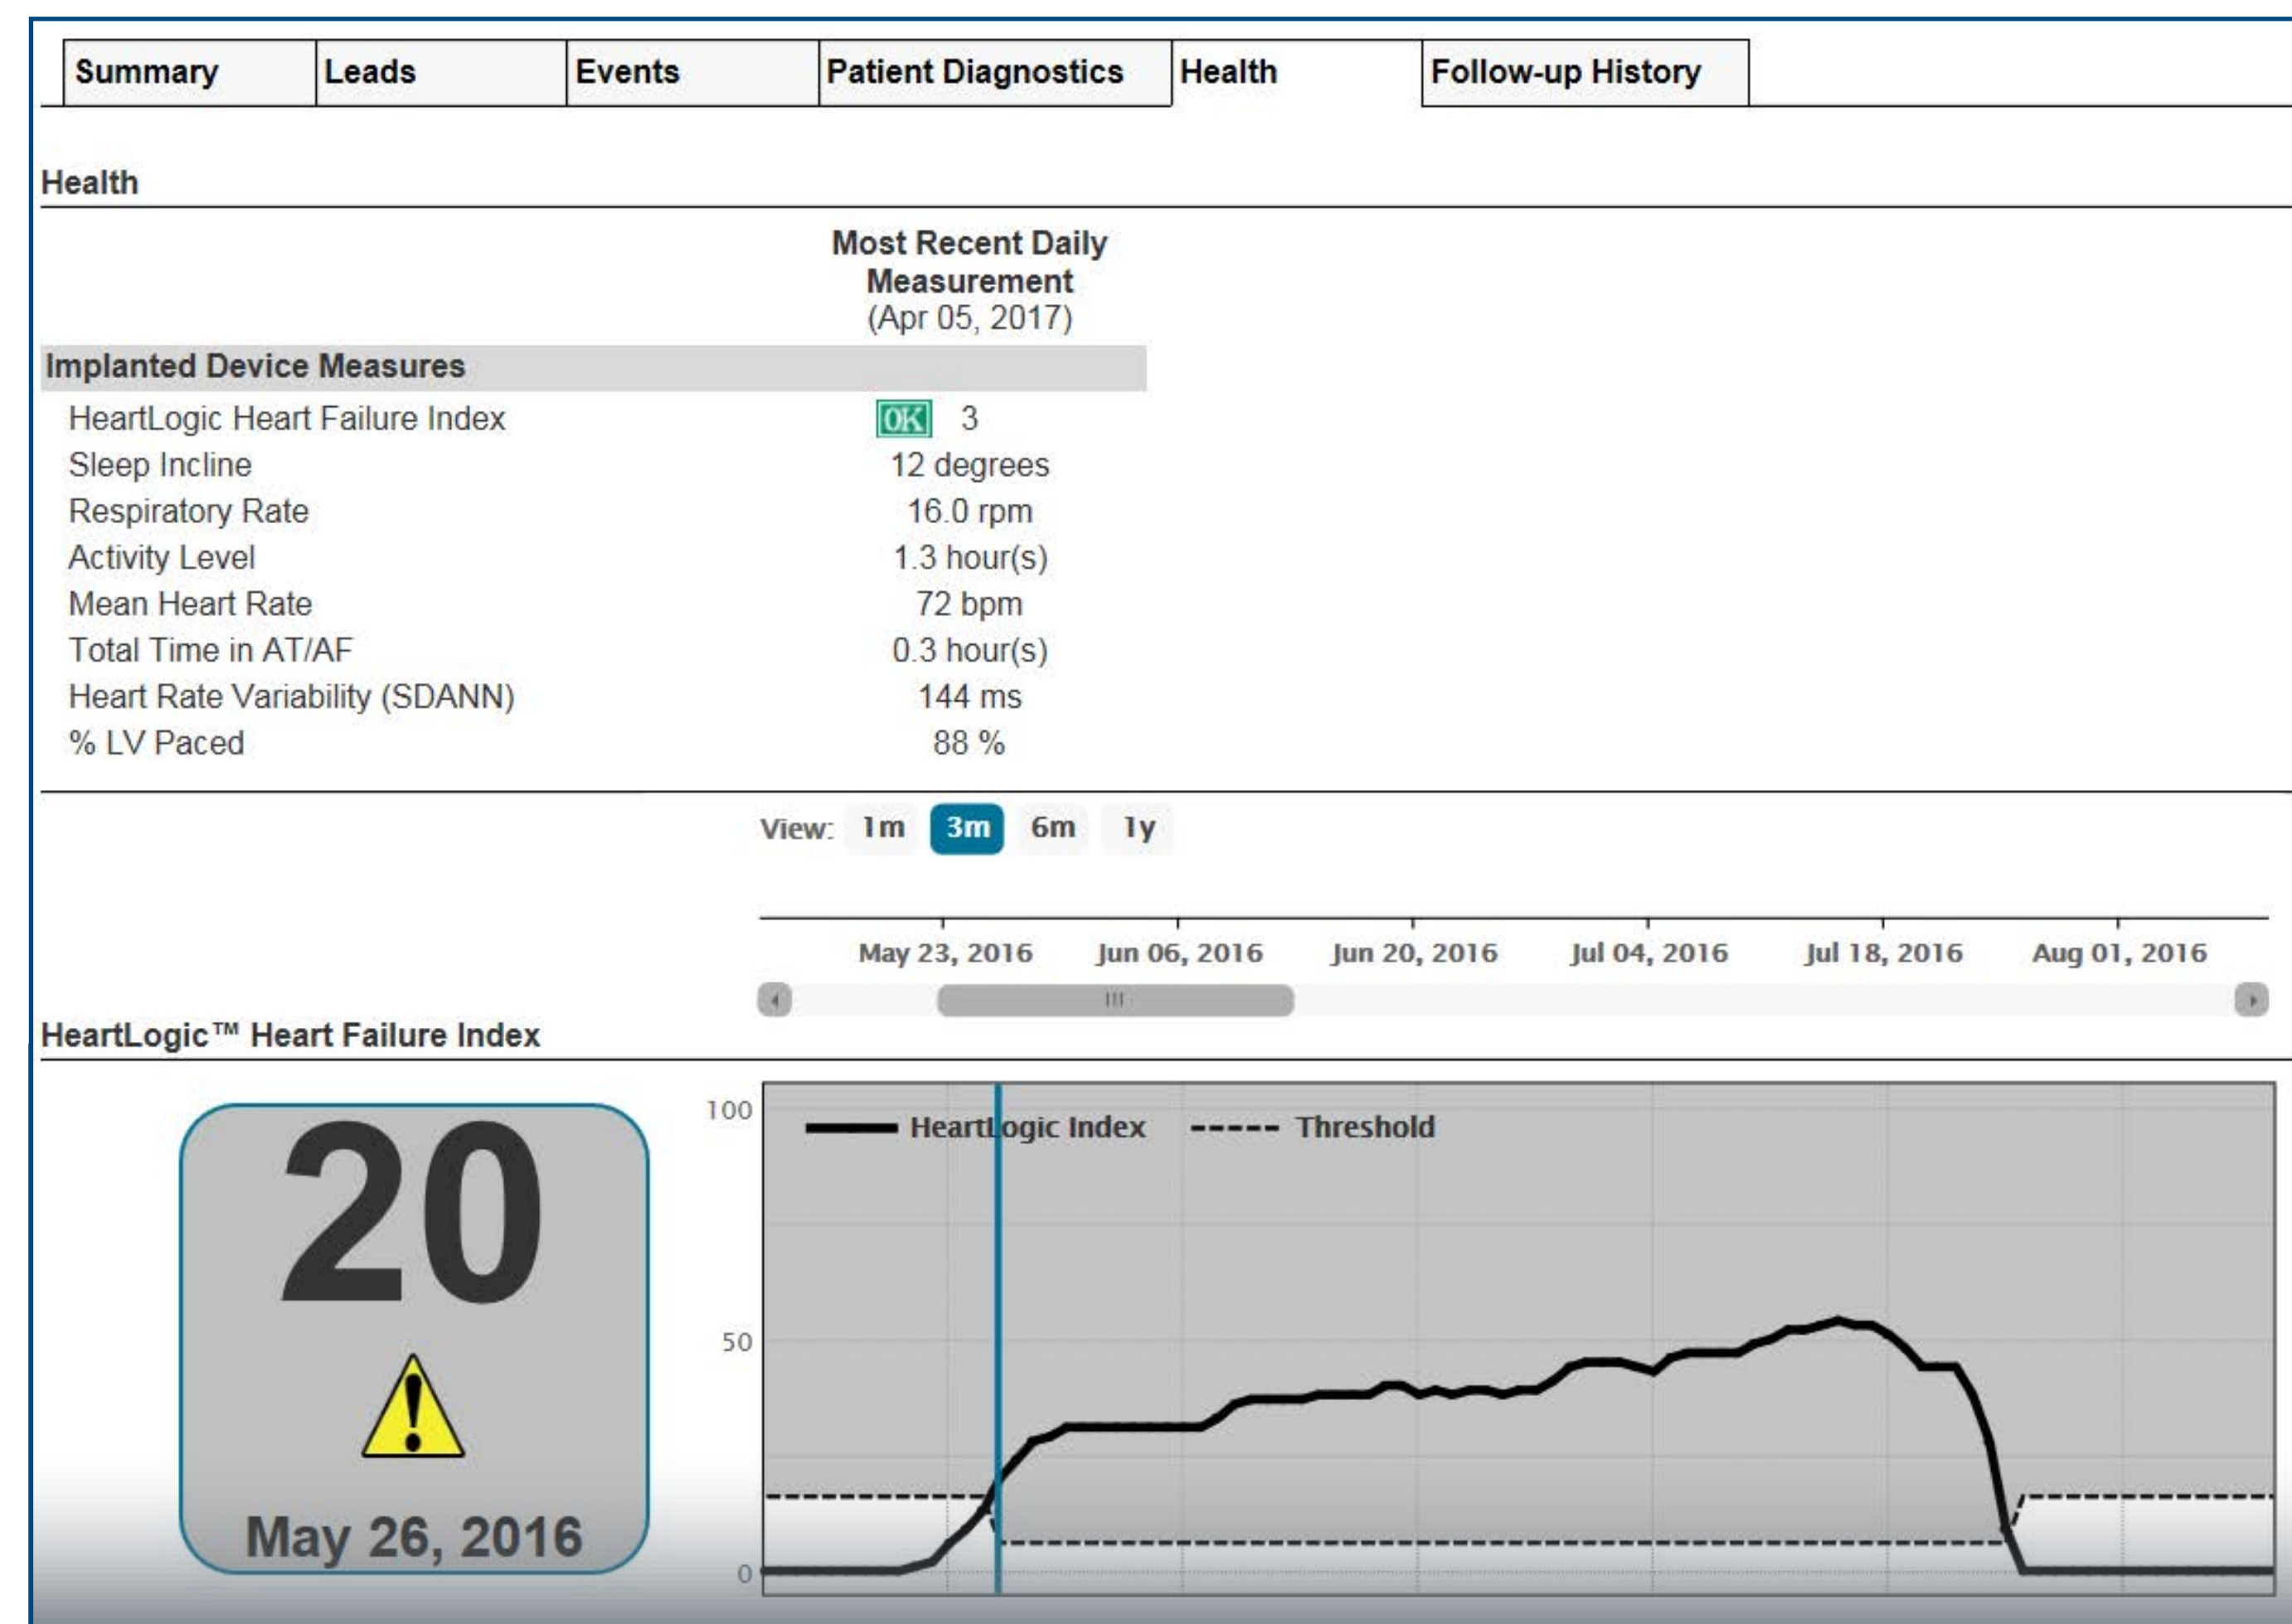 Summary Leads Events Patient Diagnostics Health Follow-up History
Health
Most Recent Daily
Measurement
(Apr 05, 2017)
Implanted Device Measures
HeartLogic Heart Failure Index OK 3
Sleep Incline 12 degrees
Respiratory Rate 16.0 rpm
Activity Level 1.3 hour(s)
Mean Heart Rate 72 bpm
Total Time in AT/AF 0.3 hour(s)
Heart Rate Variability (SDANN) 144 ms
% LV Paced 88 %
View: 1m 3m 6m 1y
May 23, 2016 Jun 06, 2016 Jun 20, 2016 Jul 04, 2016 Jul 18, 2016 Aug 01, 2016
HeartLogic™ Heart Failure Index
100
HeartLogic Index Threshold
20
50
May 26, 2016
0